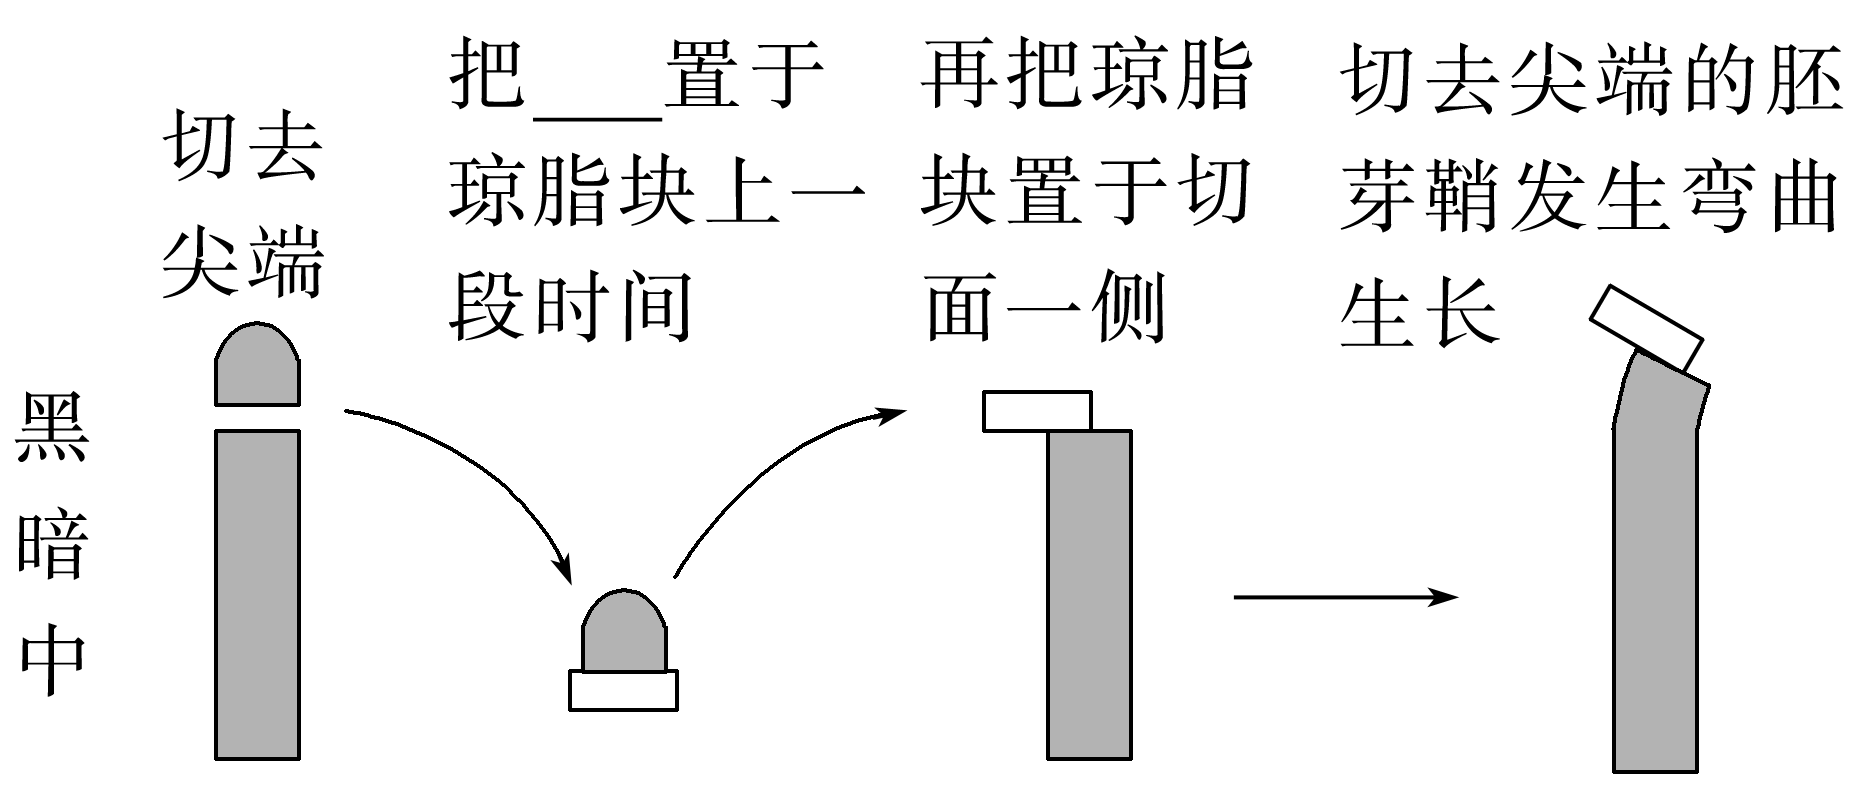 切去
尖端
把____置于
琼脂块上一
段时间
再把琼脂
块置于切
面一侧
切去尖端的胚
芽鞘发生弯曲
生长
黑
暗
中